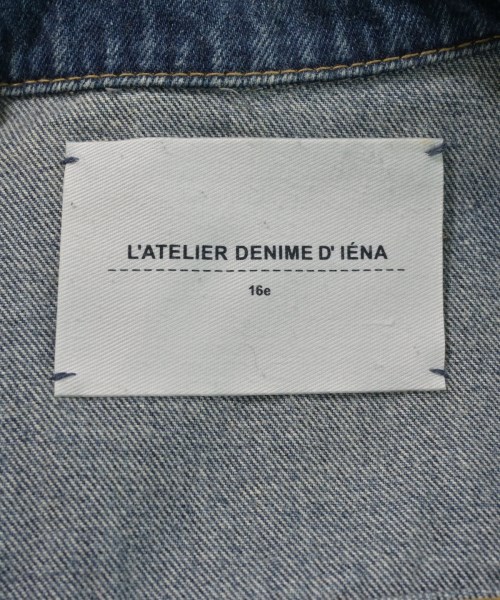 L'ATELIER DENIME D' IÉNA
16e